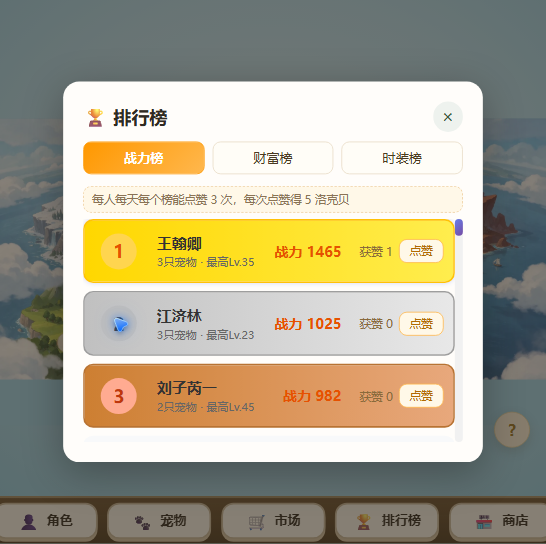 排行榜
×
战力榜
财富榜
时装榜
每人每天每个榜能点赞 3 次，每次点赞得 5 洛克贝
1
王翰卿
3只宠物 · 最高Lv.35
战力 1465
获赞 1
点赞
江济林
3只宠物 · 最高Lv.23
战力 1025
获赞 0
点赞
3
刘子芮一
2只宠物 · 最高Lv.45
战力 982
获赞 0
点赞
?
角色
宠物
市场
排行榜
商店